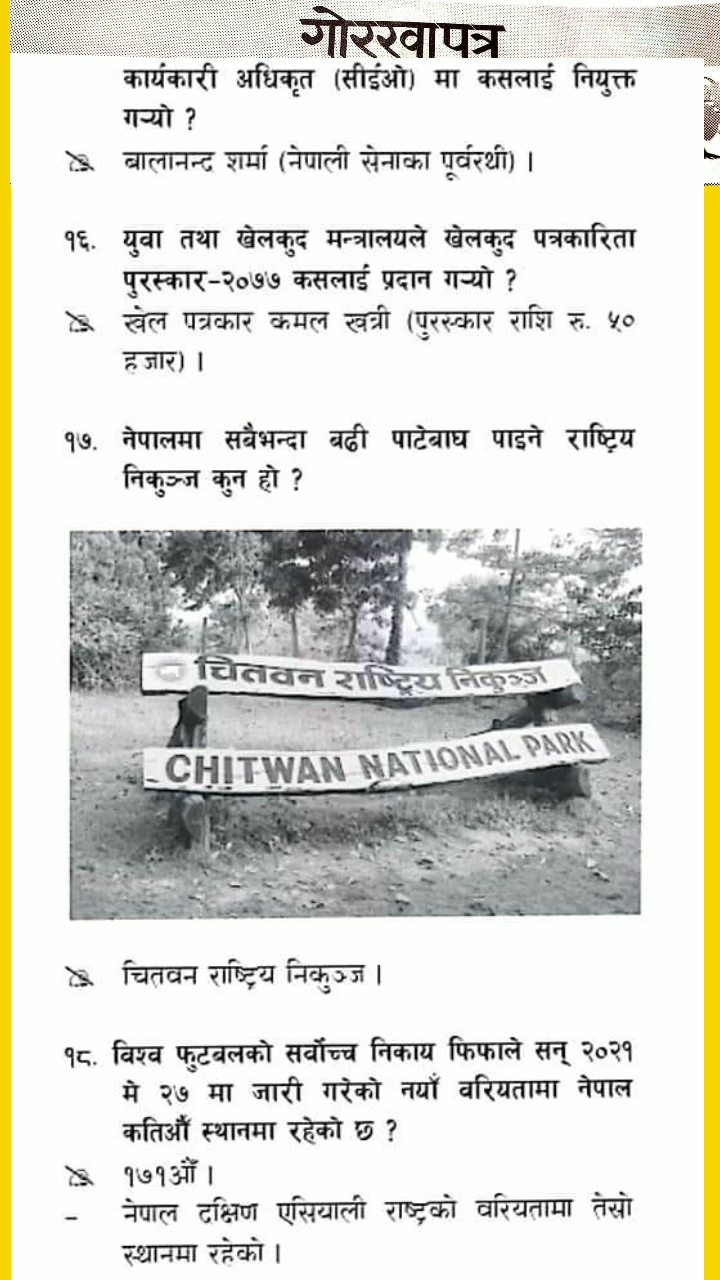 गोरखापत्र
कार्यकारी अधिकृत (सीईओ) मा कसलाई नियुक्त
गऱ्यो ?
बालानन्द शर्मा (नेपाली सेनाका पूर्वरथी) ।
१६. युवा तथा खेलकुद मन्त्रालयले खेलकुद पत्रकारिता
पुरस्कार-२०७७ कसलाई प्रदान गऱ्यो ?
खेल पत्रकार कमल खत्री (पुरस्कार राशि रु. ५०
हजार) ।
१७. नेपालमा सबैभन्दा बढी पाटेबाघ पाइने राष्ट्रिय
निकुञ्ज कुन हो ?
चितवन राष्ट्रिय निकुञ्ज
CHITWAN NATIONAL PARK
चितवन राष्ट्रिय निकुञ्ज ।
१८. विश्व फुटबलको सर्वोच्च निकाय फिफाले सन् २०२१
मे २७ मा जारी गरेको नयाँ वरियतामा नेपाल
कतिऔँ स्थानमा रहेको छ ?
१७१औँ ।
– नेपाल दक्षिण एसियाली राष्ट्रको वरियतामा तेस्रो
स्थानमा रहेको ।